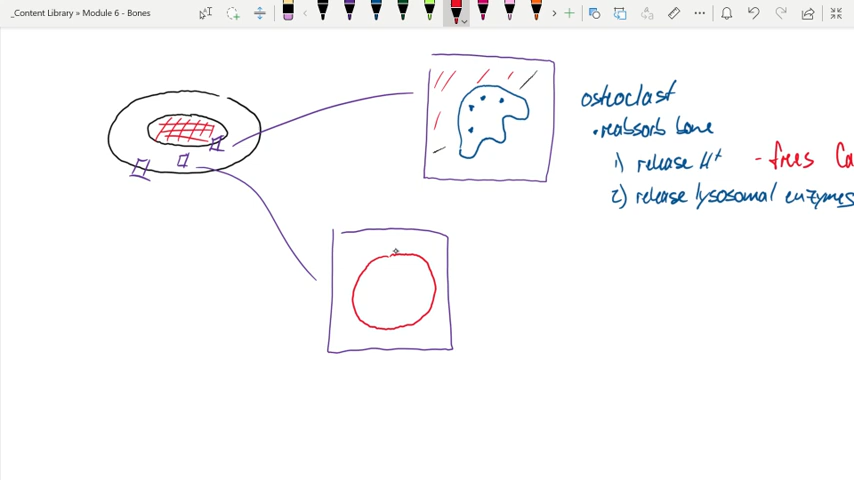 _Content Library » Module 6 - Bones
osteoclast
• reabsorb bone
1) release H+ - frees Ca
2) release lysosomal enzymes